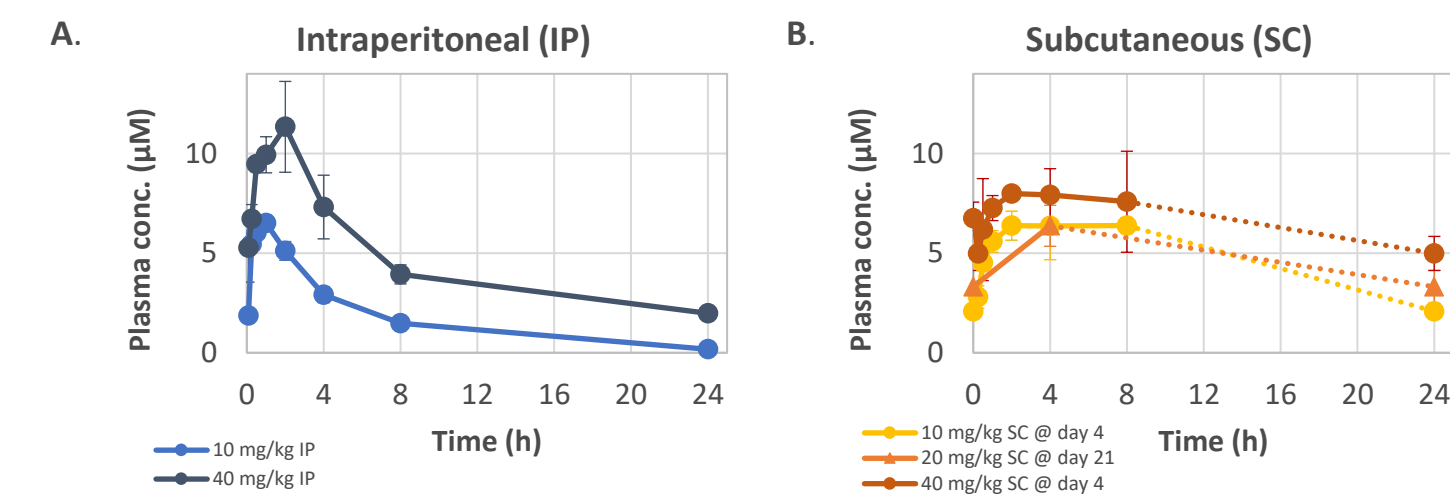 A.
Intraperitoneal (IP)
Plasma conc. (μM)
10
5
0
0 4 8 12 16 20 24
Time (h)
10 mg/kg IP
40 mg/kg IP
B.
Subcutaneous (SC)
Plasma conc. (μM)
10
5
0
0 4 8 12 16 20 24
Time (h)
10 mg/kg SC @ day 4
20 mg/kg SC @ day 21
40 mg/kg SC @ day 4